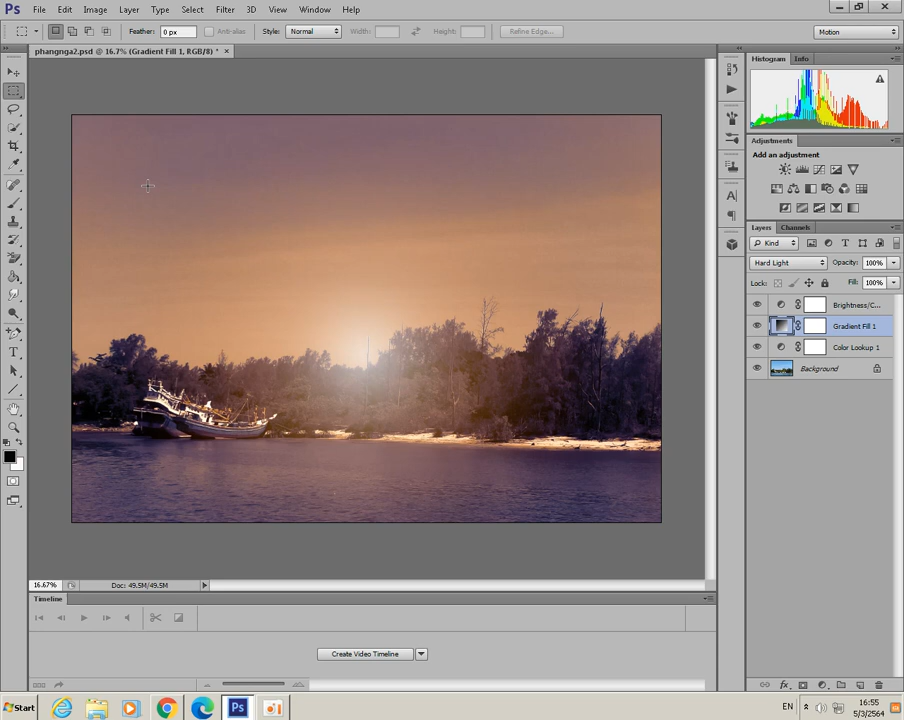 Ps File Edit Image Layer Type Select Filter 3D View Window Help
Feather: 0 px Anti-alias Style: Normal Width: Height: Refine Edge... Motion
phangnga2.psd @ 16.7% (Gradient Fill 1, RGB/8) * ×
Histogram Info
Adjustments
Add an adjustment
Layers Channels
Kind
Hard Light Opacity: 100%
Lock: Fill: 100%
Brightness/C...
Gradient Fill 1
Color Lookup 1
Background
16.67% Doc: 49.5M/49.5M
Timeline
Create Video Timeline
fx
Start Ps EN 16:55
5/3/2564